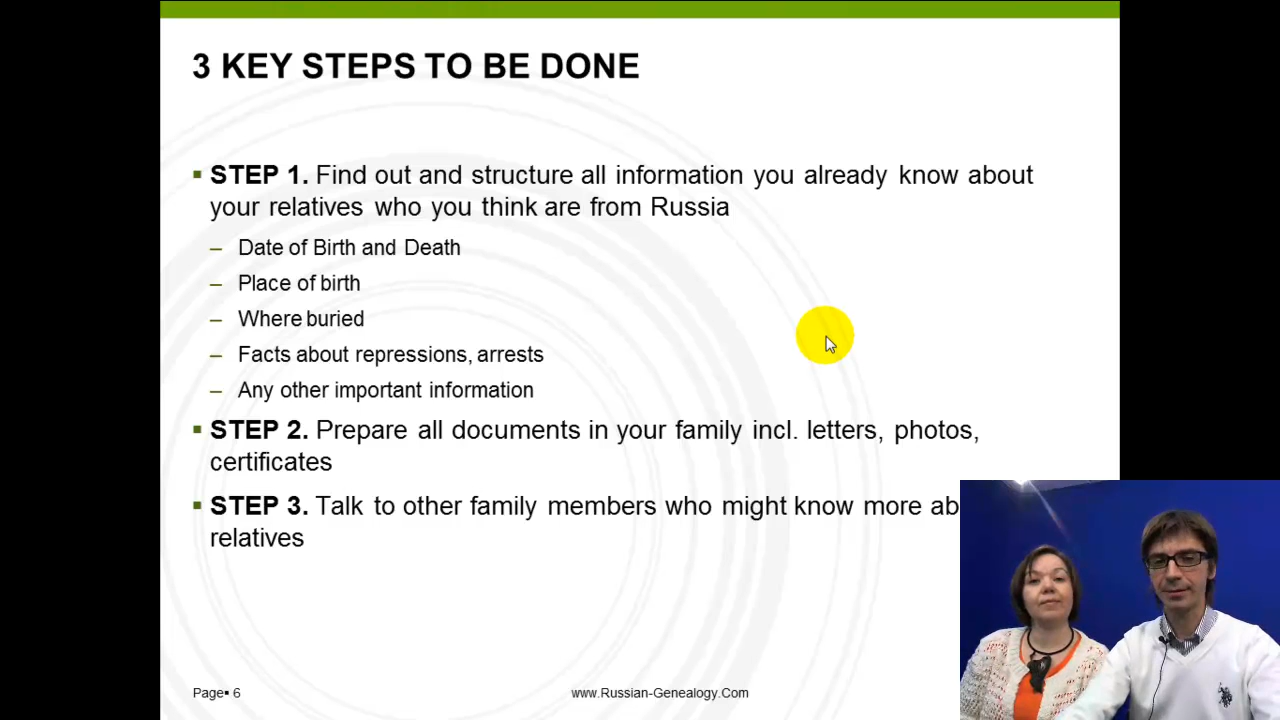 3 KEY STEPS TO BE DONE
▪ STEP 1. Find out and structure all information you already know about
your relatives who you think are from Russia
– Date of Birth and Death
– Place of birth
– Where buried
– Facts about repressions, arrests
– Any other important information
▪ STEP 2. Prepare all documents in your family incl. letters, photos,
certificates
▪ STEP 3. Talk to other family members who might know more
relatives
Page▪ 6
www.Russian-Genealogy.Com